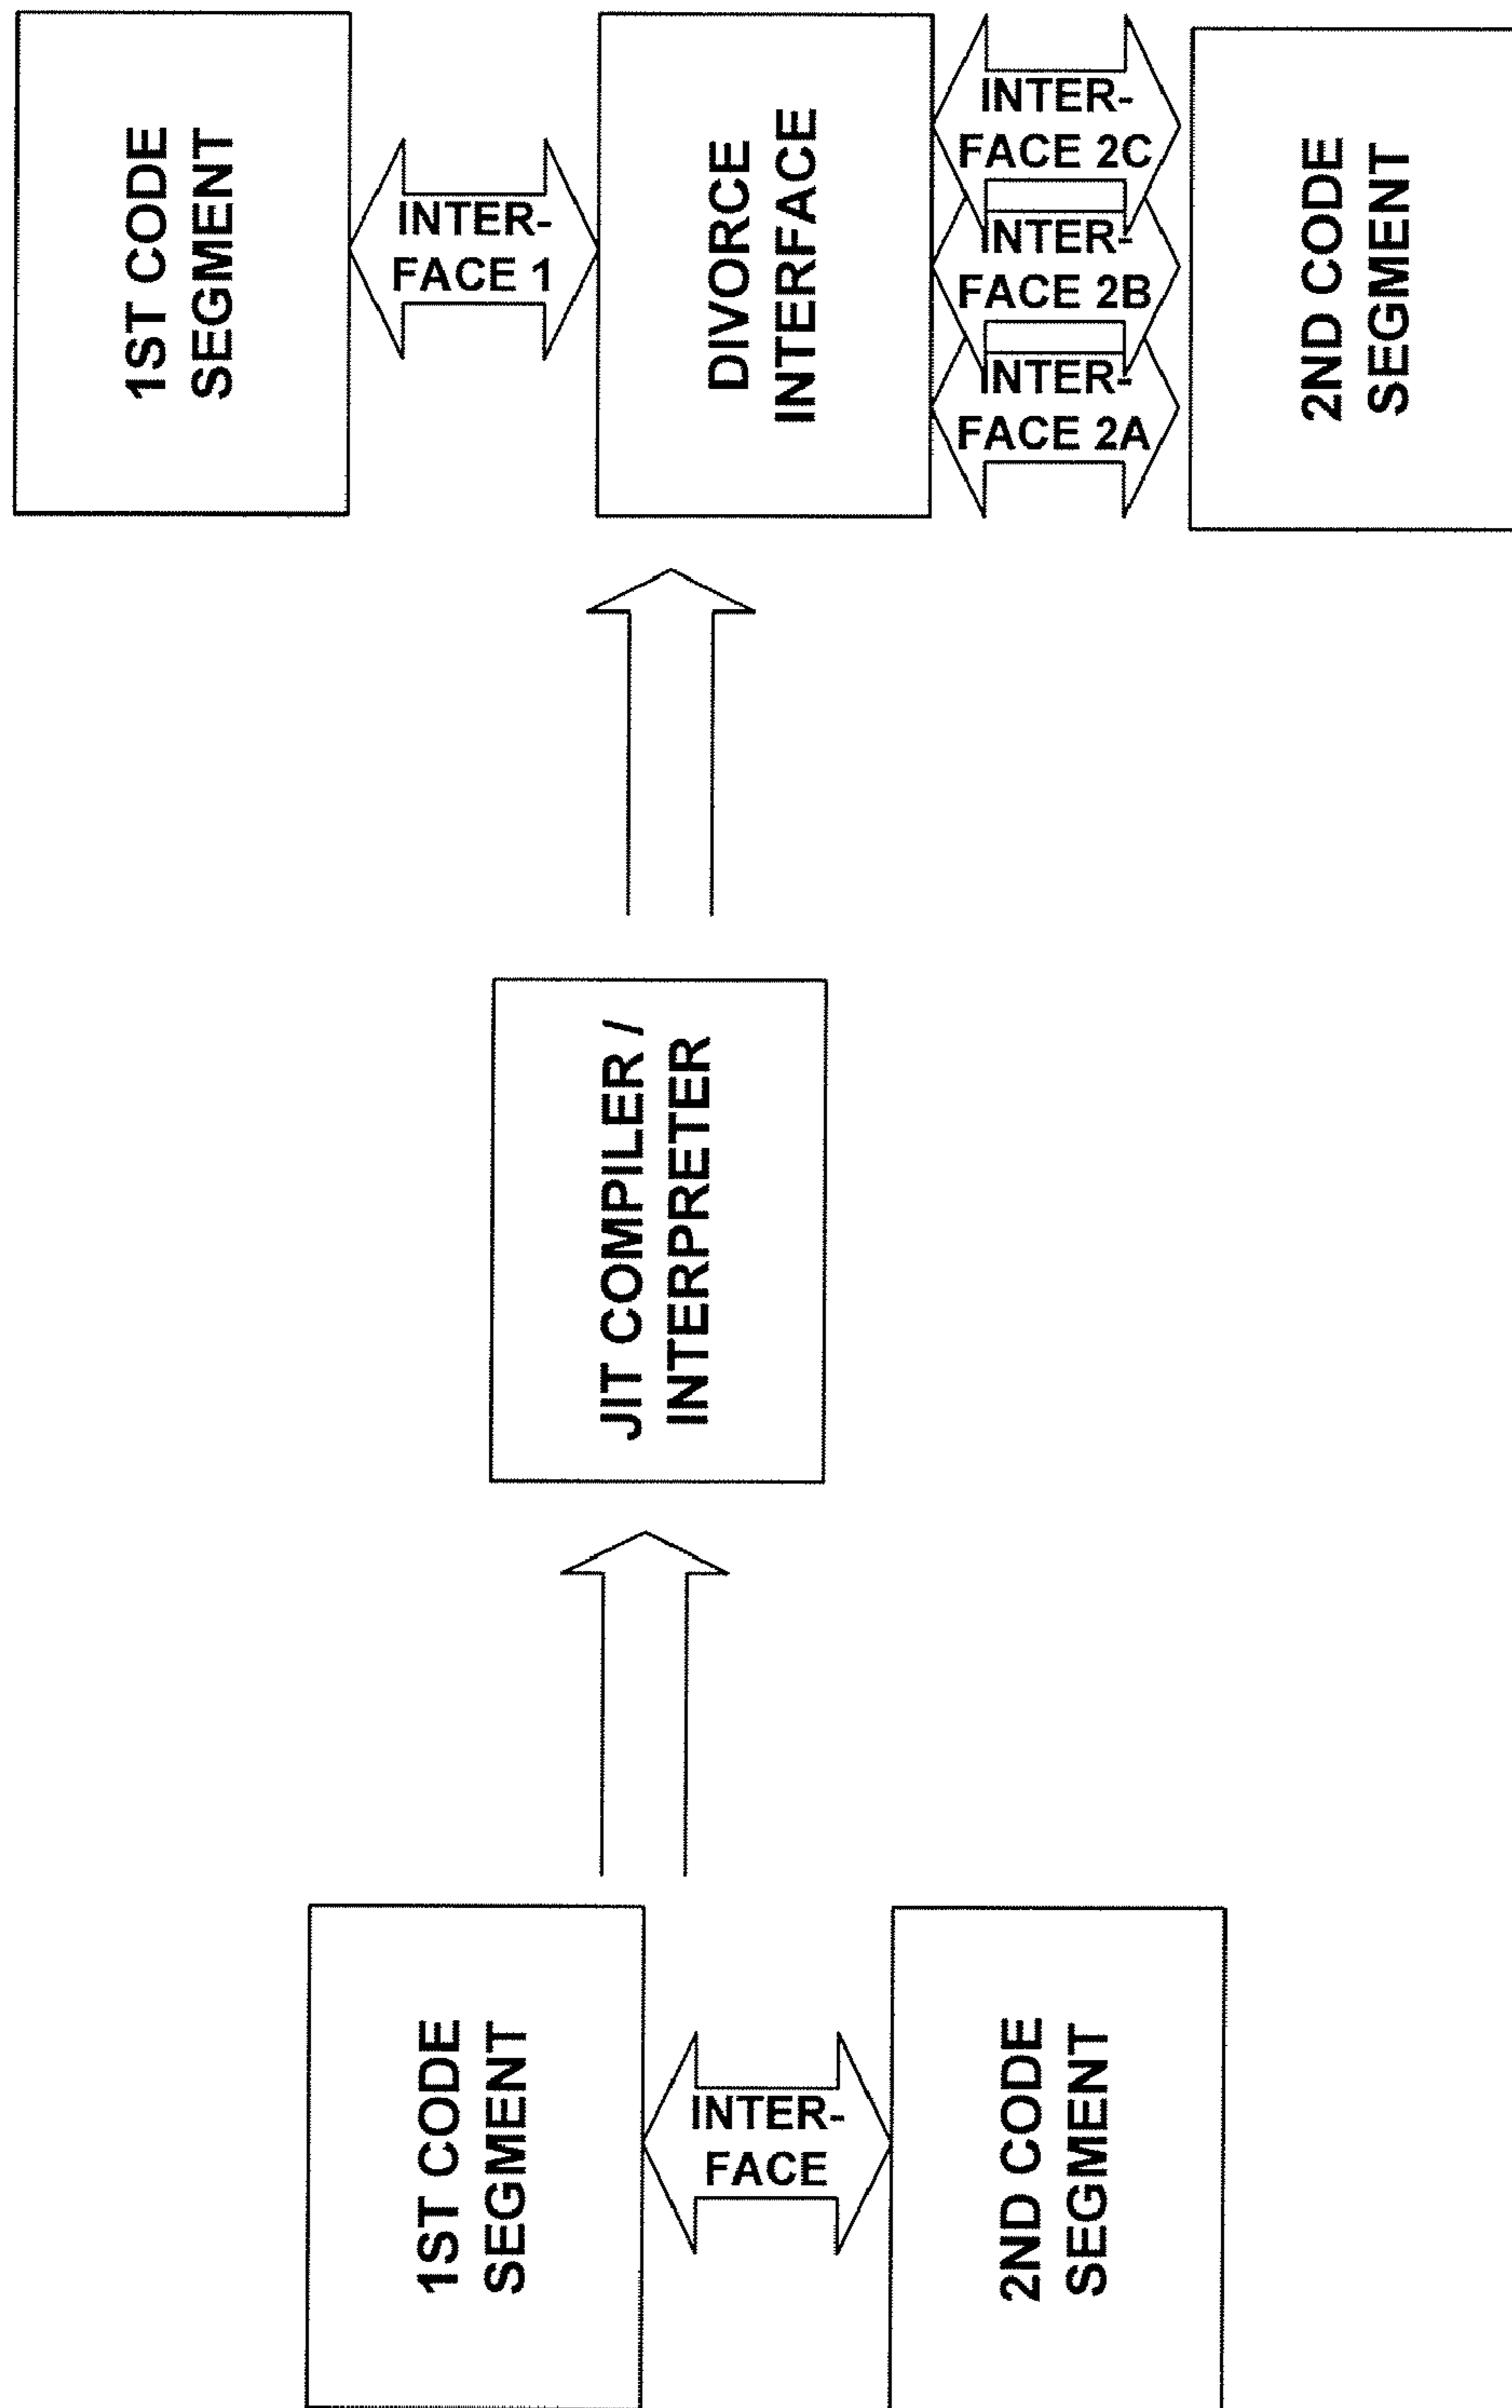 1ST CODE
SEGMENT
INTER-
FACE 1
DIVORCE
INTERFACE
INTER-
FACE 2C
INTER-
FACE 2B
INTER-
FACE 2A
2ND CODE
SEGMENT
JIT COMPILER /
INTERPRETER
1ST CODE
SEGMENT
INTER-
FACE
2ND CODE
SEGMENT